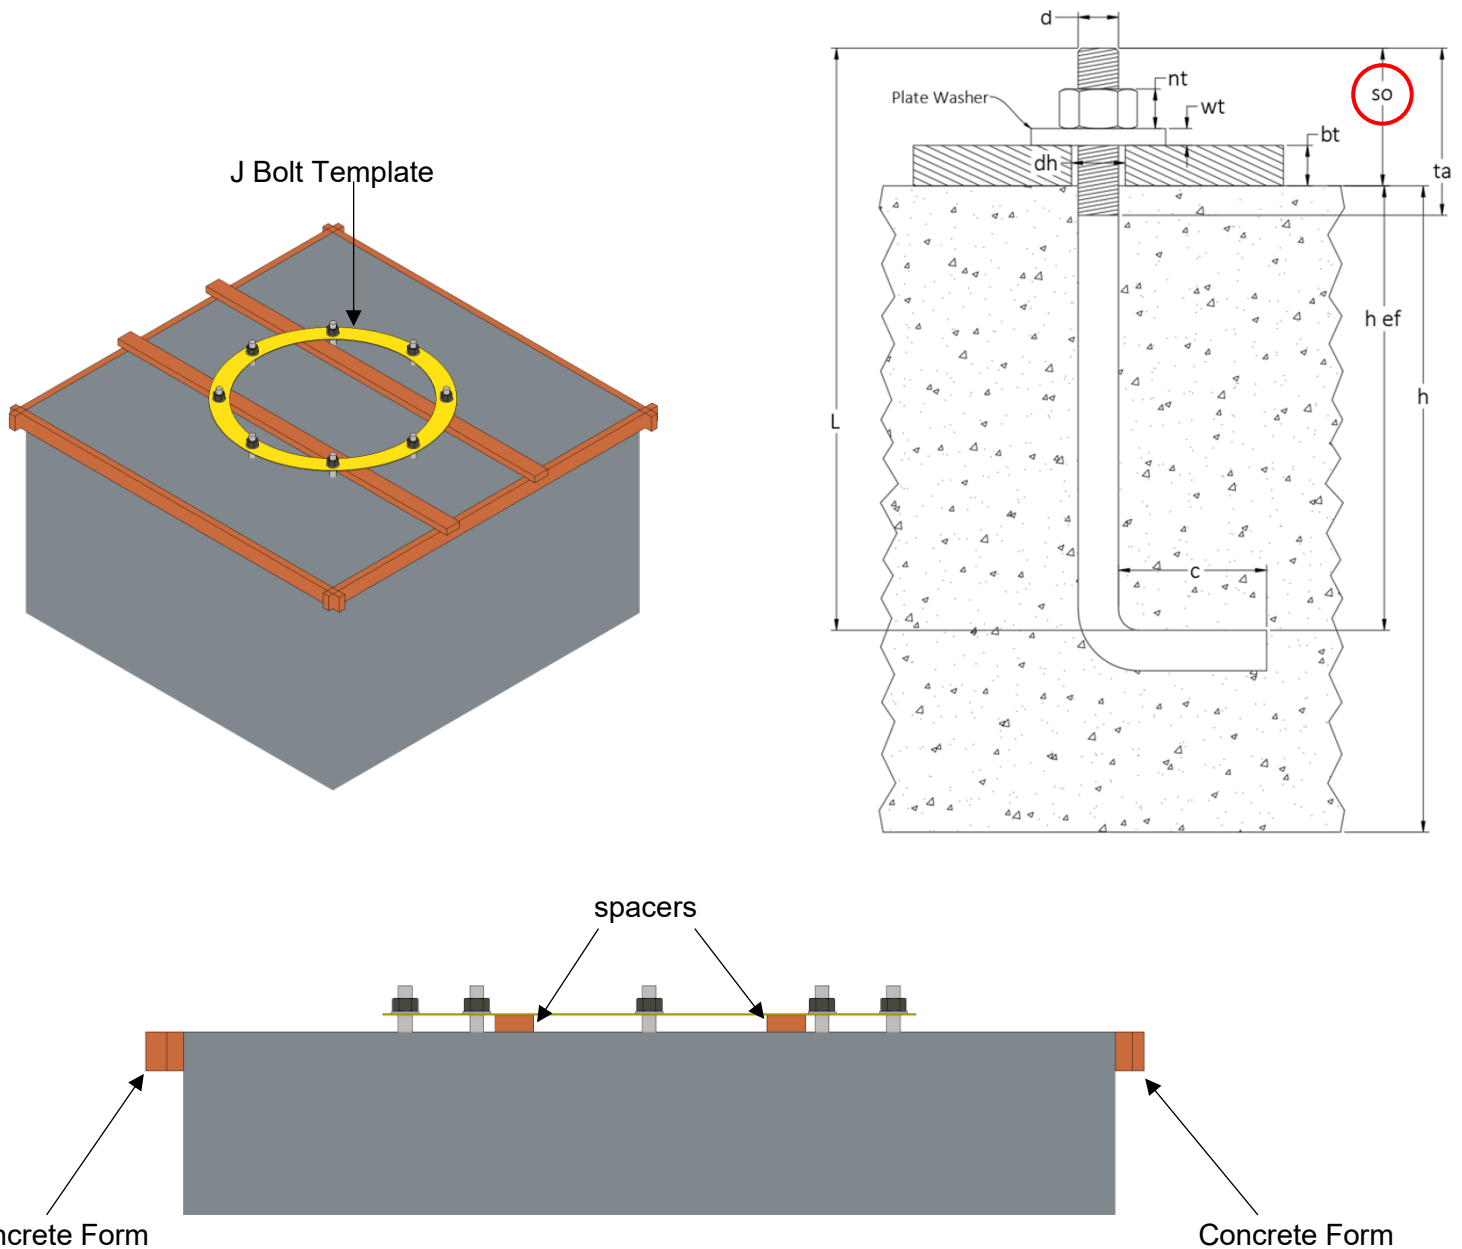 d
nt
so
Plate Washer
wt
bt
dh
ta
J Bolt Template
h ef
h
L
c
spacers
ncrete Form
Concrete Form